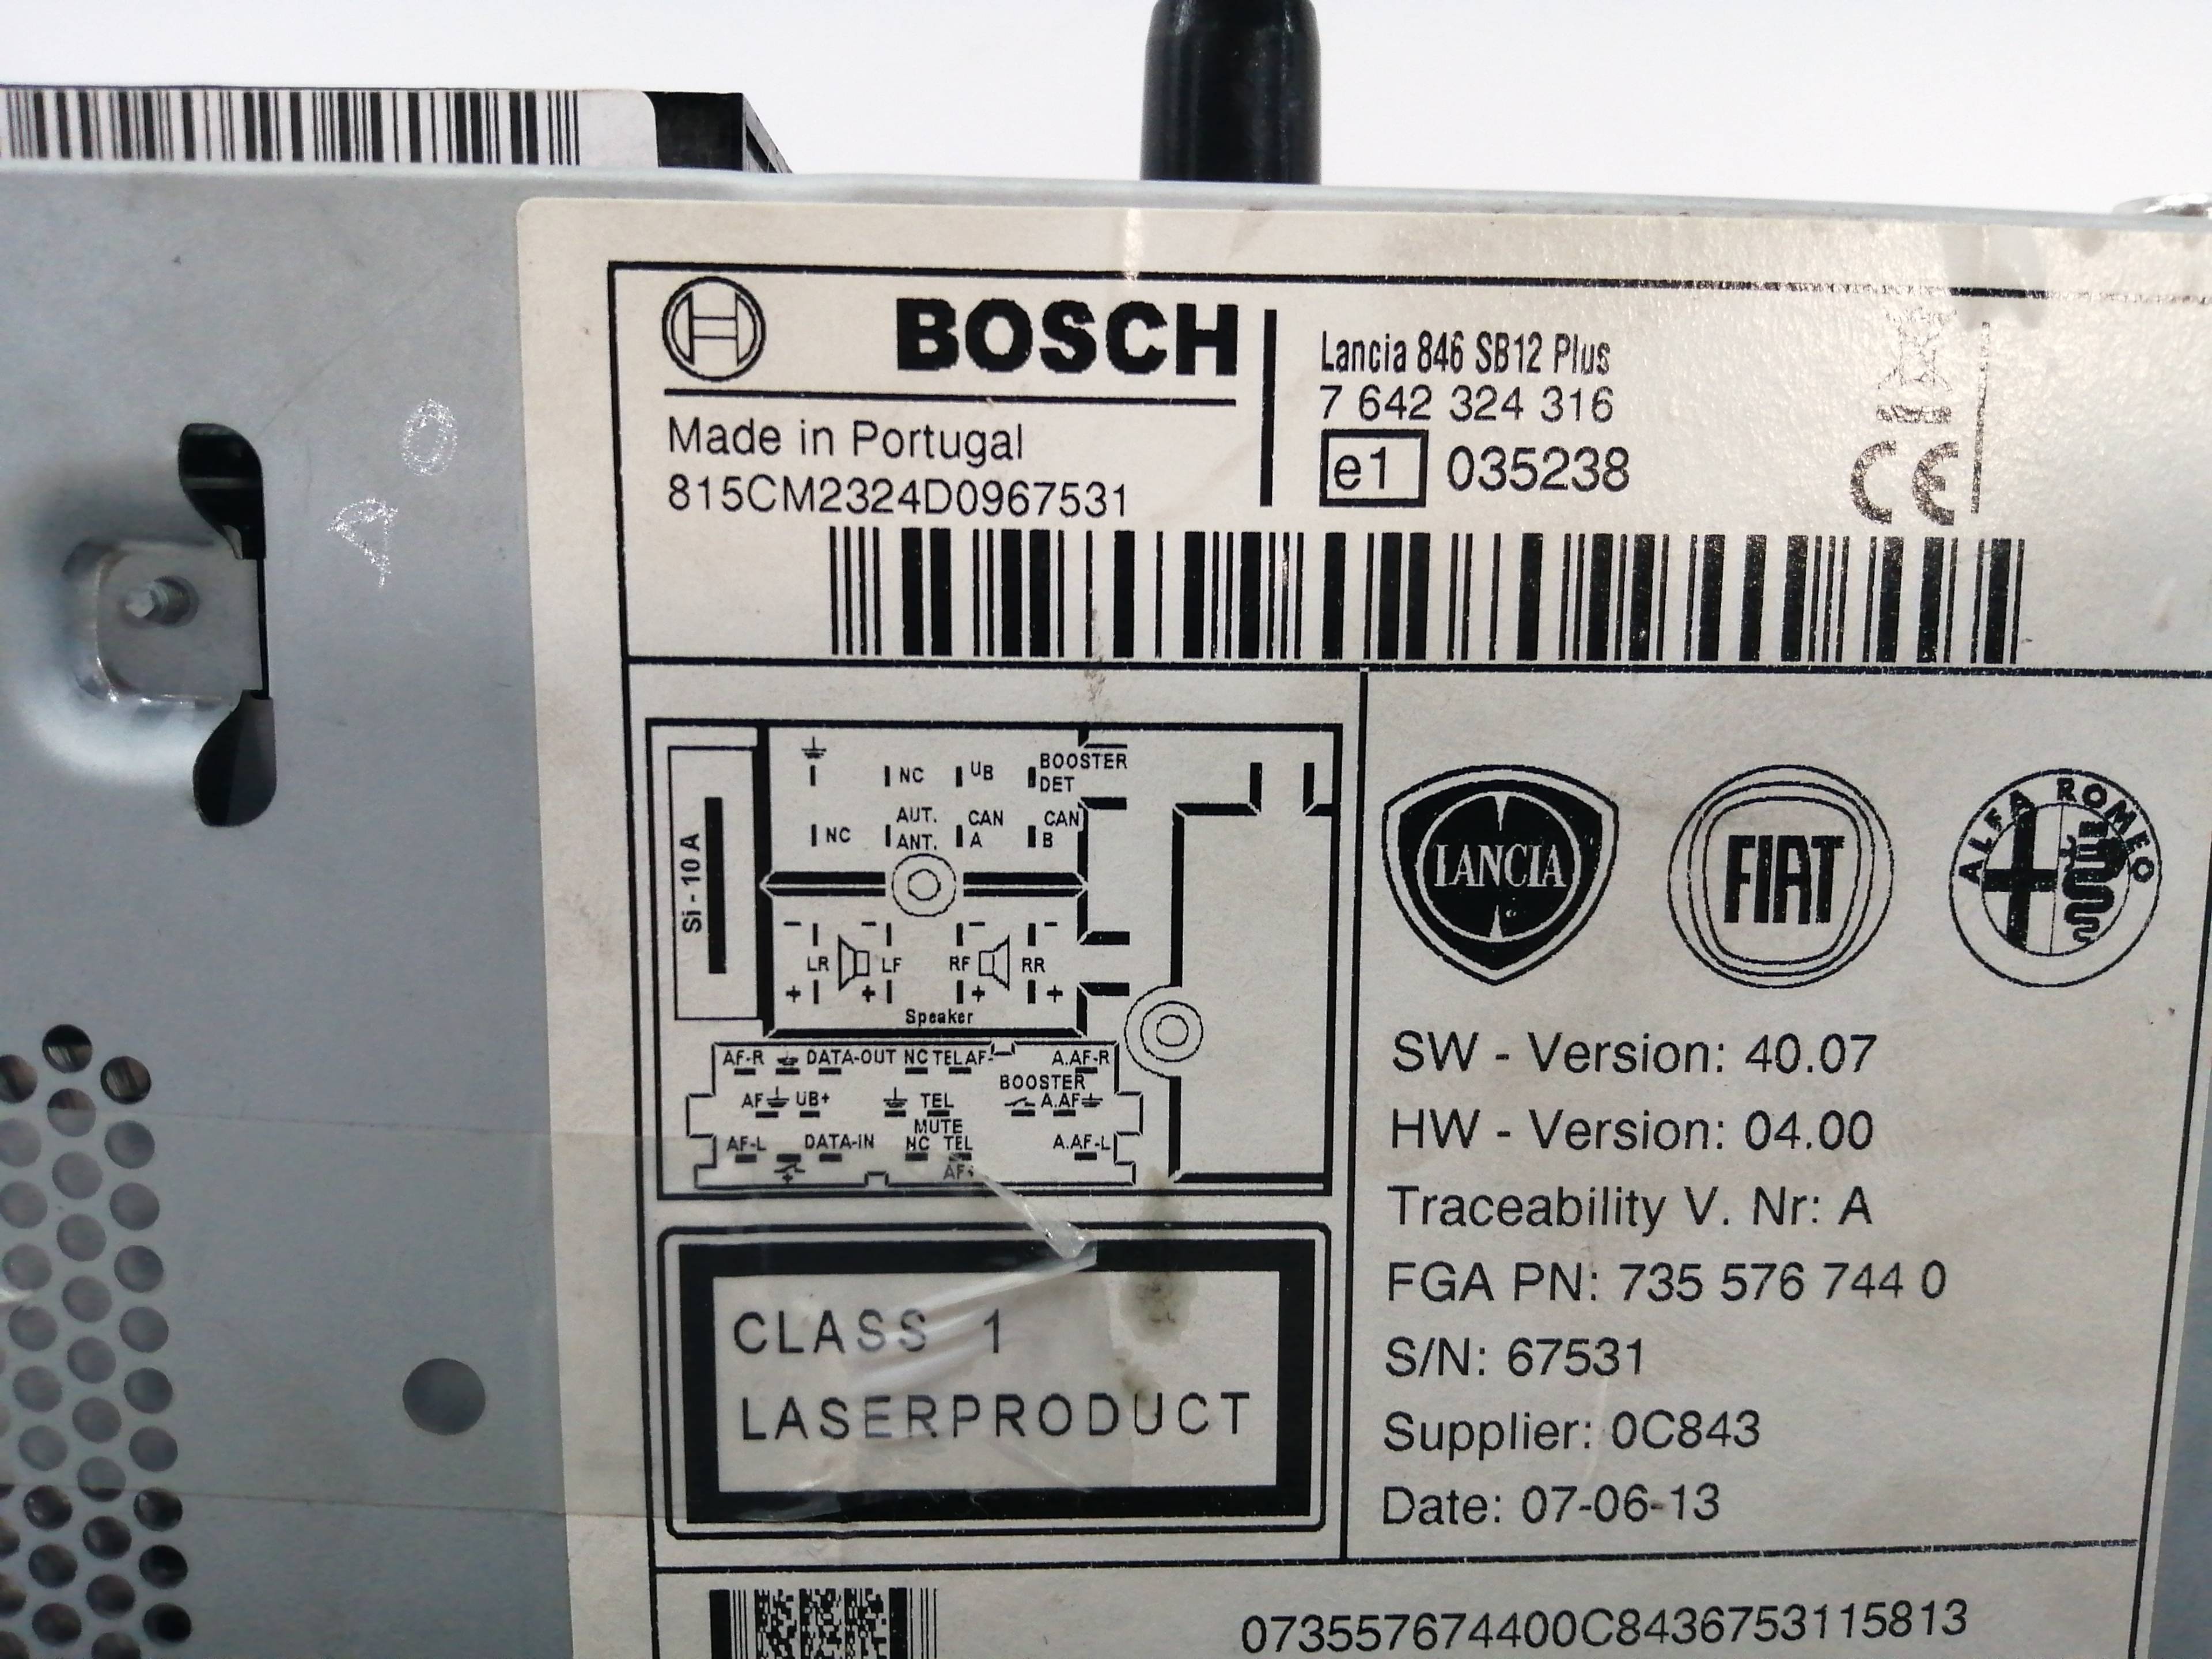 BOSCH
Made in Portugal
815CM2324D0967531
Lancia 846 SB12 Plus
7 642 324 316
e1 035238
CE
Si - 10 A
NC UB BOOSTER
DET
NC AUT. ANT. CAN A CAN B
- - - -
LR LF RF RR
+ + + +
Speaker
AF-R DATA-OUT NC TELAF- A.AF-R
BOOSTER
AF UB+ TEL A.AF
MUTE
AF-L DATA-IN NC TEL A.AF-L
AF+
CLASS 1
LASERPRODUCT
LANCIA
FIAT
ALFA ROMEO
SW - Version: 40.07
HW - Version: 04.00
Traceability V. Nr: A
FGA PN: 735 576 744 0
S/N: 67531
Supplier: 0C843
Date: 07-06-13
073557674400C8436753115813